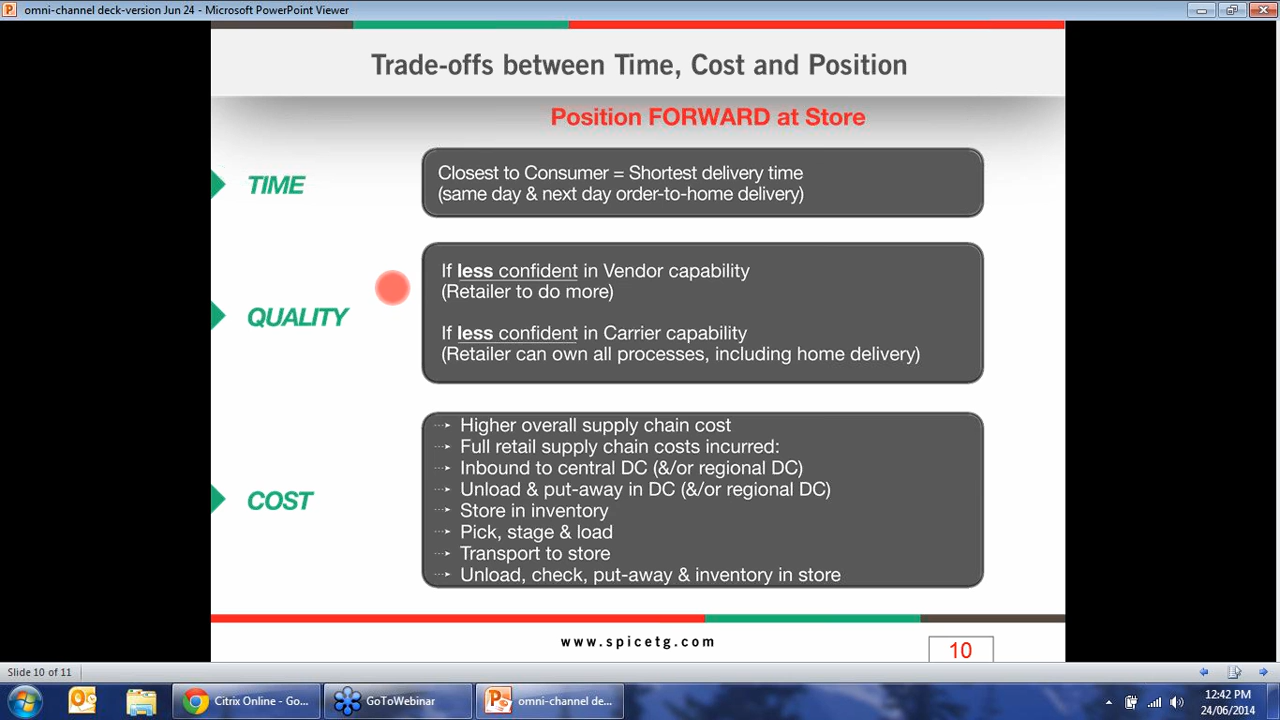 omni-channel deck-version Jun 24 - Microsoft PowerPoint Viewer
Trade-offs between Time, Cost and Position
Position FORWARD at Store
TIME
Closest to Consumer = Shortest delivery time
(same day & next day order-to-home delivery)
QUALITY
If less confident in Vendor capability
(Retailer to do more)
If less confident in Carrier capability
(Retailer can own all processes, including home delivery)
COST
Higher overall supply chain cost
Full retail supply chain costs incurred:
Inbound to central DC (&/or regional DC)
Unload & put-away in DC (&/or regional DC)
Store in inventory
Pick, stage & load
Transport to store
Unload, check, put-away & inventory in store
www.spicetg.com
10
Slide 10 of 11
Citrix Online - Go...
GoToWebinar
omni-channel de...
12:42 PM
24/06/2014